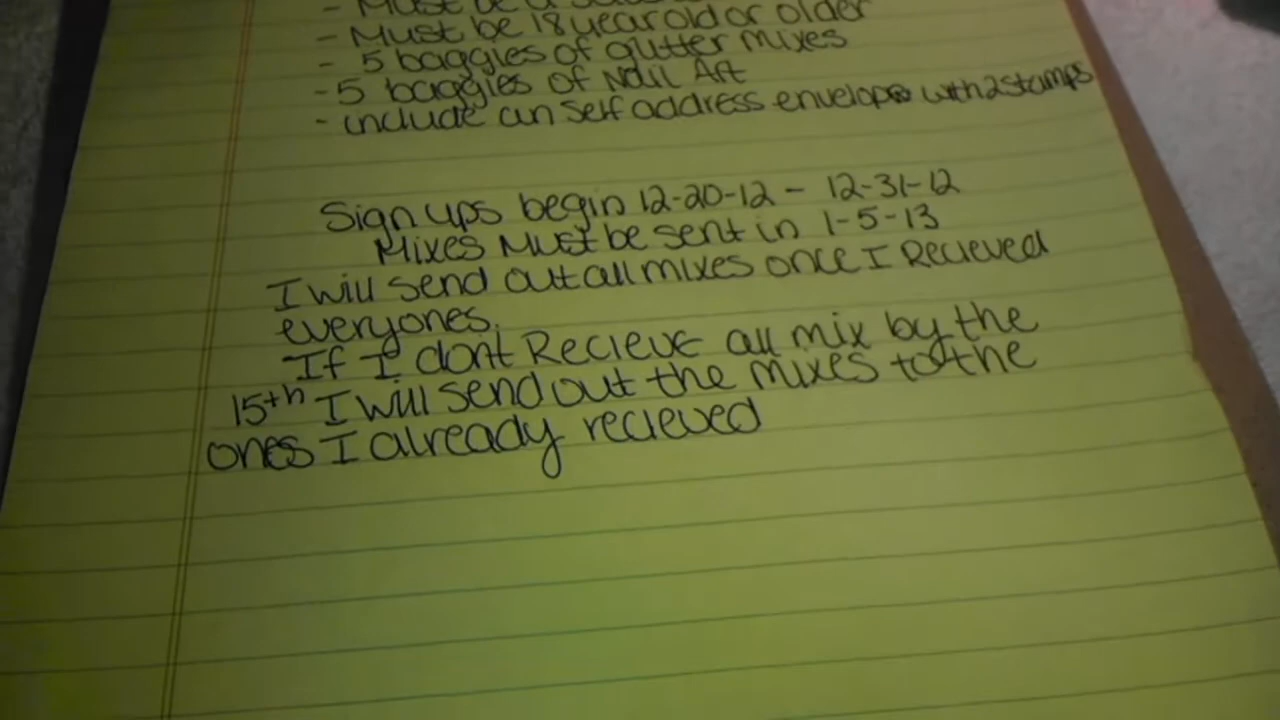 - Must be a
- Must be 18 year old or older
- 5 baggies of glitter mixes
- 5 baggies of Nail Art
- include an self address envelope with 2 stamps
Sign ups begin 12-20-12 - 12-31-12
Mixes Must be sent in 1-5-13
I will send out all mixes once I Recieved
everyones.
If I dont Recieve all mix by the
15th I will send out the mixes to the
ones I already recieved